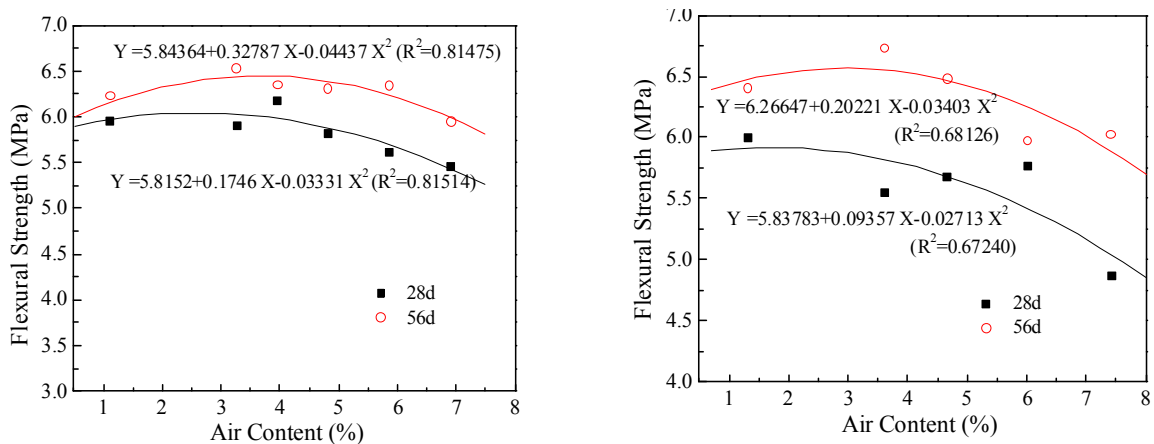 Y =5.84364+0.32787 X-0.04437 X² (R²=0.81475)
Y=5.8152+0.1746 X-0.03331 X² (R²=0.81514)
28d
56d
Flexural Strength (MPa)
7.0
6.5
6.0
5.5
5.0
4.5
4.0
3.5
3.0
1 2 3 4 5 6 7 8
Air Content (%)
Y=6.26647+0.20221 X-0.03403 X²
(R²=0.68126)
Y =5.83783+0.09357 X-0.02713 X²
(R²=0.67240)
28d
56d
Flexural Strength (MPa)
7.0
6.5
6.0
5.5
5.0
4.5
4.0
1 2 3 4 5 6 7 8
Air Content (%)